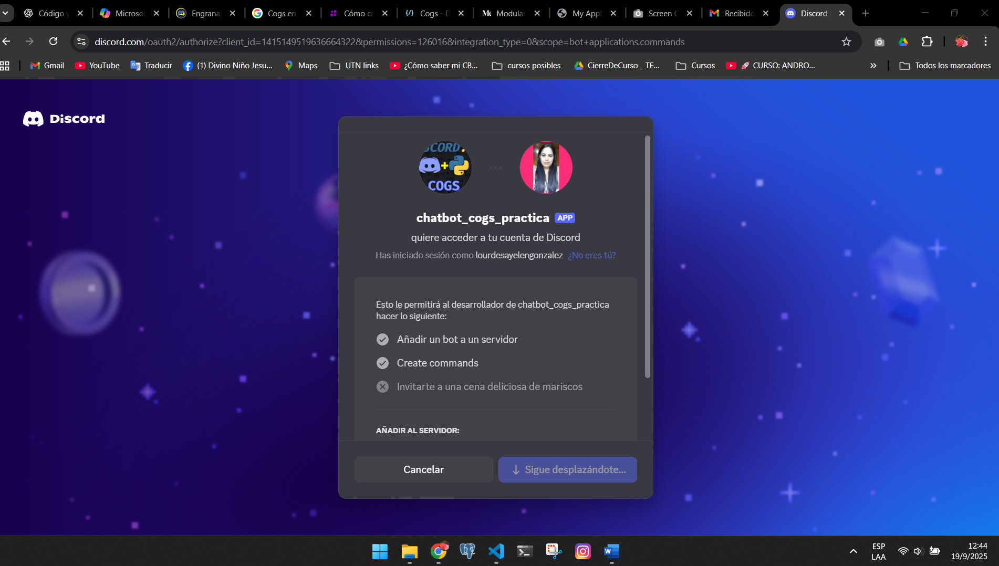 Código y
Microsof
Engrana
Cogs en
Cómo cr
Cogs - D
Modular
My Appl
Screen C
Recibido
Discord
discord.com/oauth2/authorize?client_id=1415149519636664322&permissions=126016&integration_type=0&scope=bot+applications.commands
Gmail
YouTube
Traducir
(1) Divino Niño Jesu...
Maps
UTN links
¿Cómo saber mi CB...
cursos posibles
CierreDeCurso _ TE...
Cursos
🚀 CURSO: ANDRO...
»
Todos los marcadores
Discord
SCORD.
COGS
chatbot_cogs_practica APP
quiere acceder a tu cuenta de Discord
Has iniciado sesión como lourdesayelengonzalez ¿No eres tú?
Esto le permitirá al desarrollador de chatbot_cogs_practica
hacer lo siguiente:
Añadir un bot a un servidor
Create commands
Invitarte a una cena deliciosa de mariscos
AÑADIR AL SERVIDOR:
Cancelar
↓ Sigue desplazándote...
ESP
LAA
12:44
19/9/2025